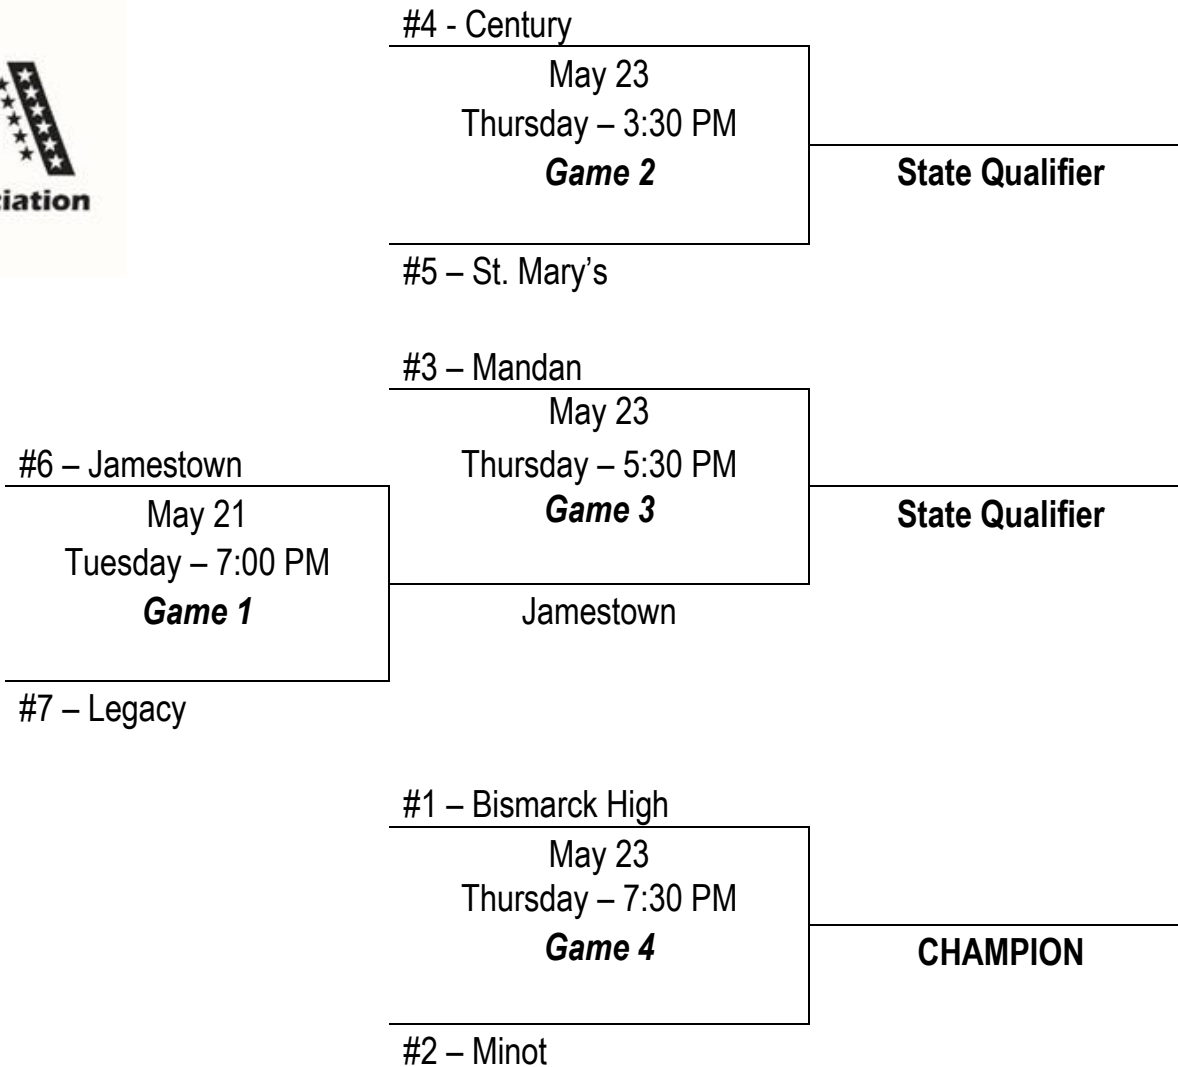 #4 - Century
May 23
Thursday – 3:30 PM
Game 2
State Qualifier
#5 – St. Mary’s
#3 – Mandan
May 23
Thursday – 5:30 PM
Game 3
State Qualifier
#6 – Jamestown
May 21
Tuesday – 7:00 PM
Game 1
Jamestown
#7 – Legacy
#1 – Bismarck High
May 23
Thursday – 7:30 PM
Game 4
CHAMPION
#2 – Minot